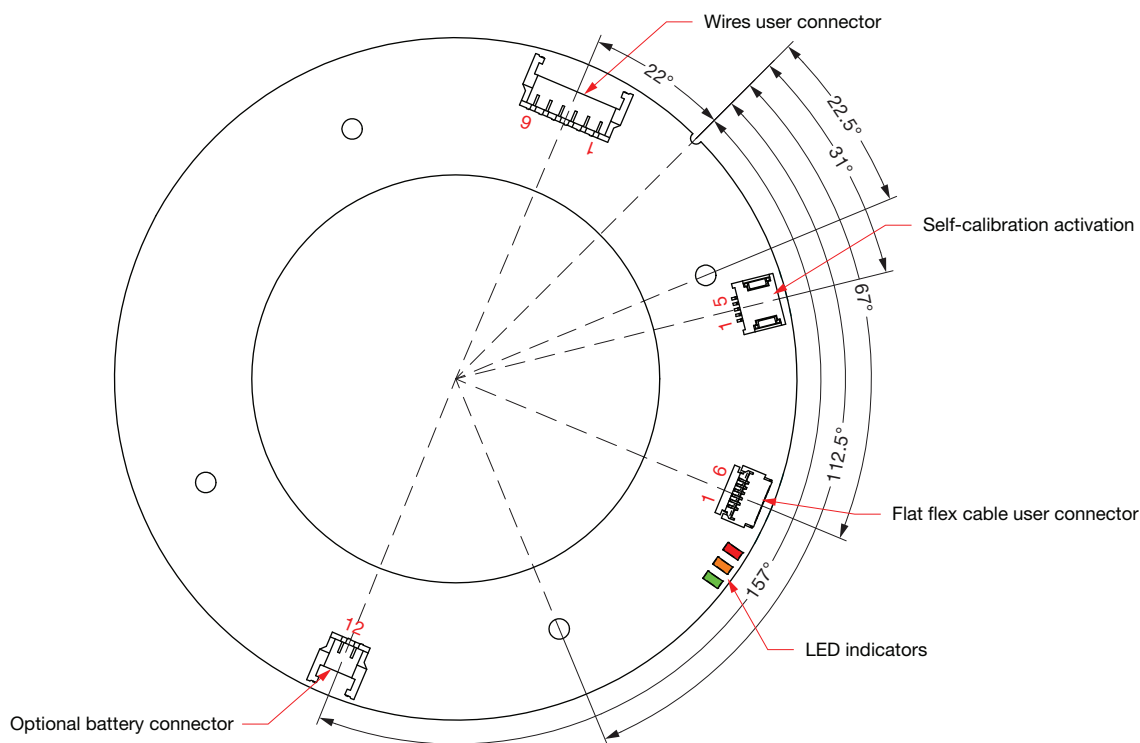 Wires user connector
22°
22.5°
6
1
31°
Self-calibration activation
67°
5
1
112.5°
6
1
Flat flex cable user connector
157°
12
LED indicators
Optional battery connector